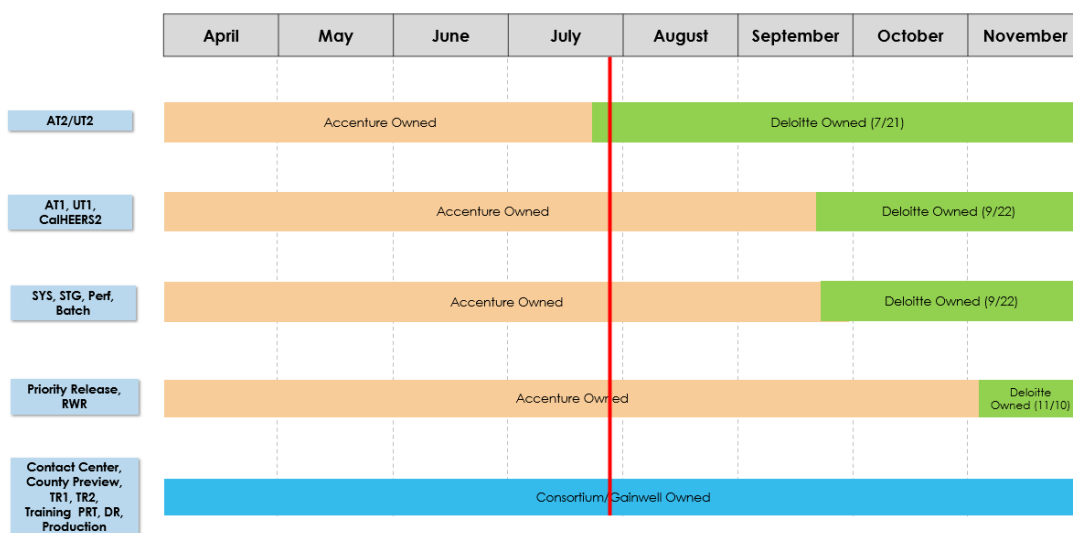 April May June July August September October November
AT2/UT2
Accenture Owned
Deloitte Owned (7/21)
AT1, UT1,
CalHEERS2
Accenture Owned
Deloitte Owned (9/22)
SYS, STG, Perf,
Batch
Accenture Owned
Deloitte Owned (9/22)
Priority Release,
RWR
Accenture Owned
Deloitte
Owned (11/10)
Contact Center,
County Preview,
TR1, TR2,
Training PRT, DR,
Production
Consortium/Gainwell Owned